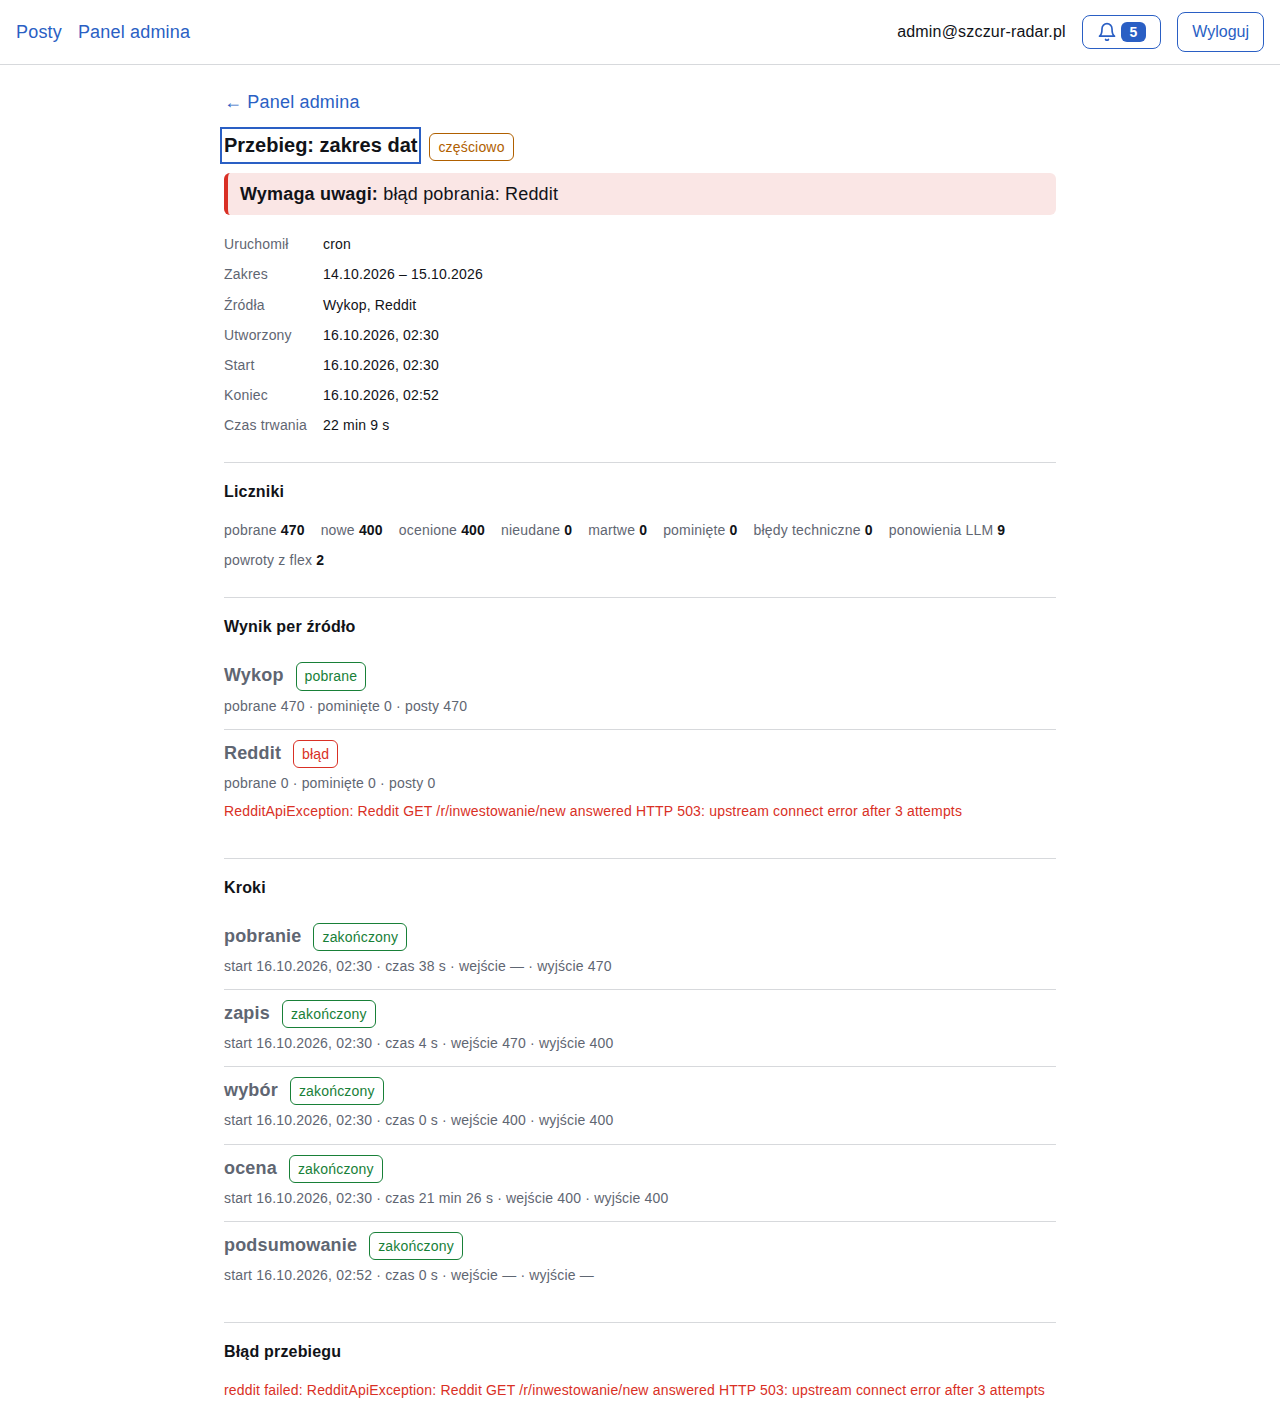 Posty Panel admina admin@szczur-radar.pl 5 Wyloguj
← Panel admina
Przebieg: zakres dat częściowo
Wymaga uwagi: błąd pobrania: Reddit
Uruchomił cron
Zakres 14.10.2026 – 15.10.2026
Źródła Wykop, Reddit
Utworzony 16.10.2026, 02:30
Start 16.10.2026, 02:30
Koniec 16.10.2026, 02:52
Czas trwania 22 min 9 s
Liczniki
pobrane 470 nowe 400 ocenione 400 nieudane 0 martwe 0 pominięte 0 błędy techniczne 0 ponowienia LLM 9
powroty z flex 2
Wynik per źródło
Wykop pobrane
pobrane 470 · pominięte 0 · posty 470
Reddit błąd
pobrane 0 · pominięte 0 · posty 0
RedditApiException: Reddit GET /r/inwestowanie/new answered HTTP 503: upstream connect error after 3 attempts
Kroki
pobranie zakończony
start 16.10.2026, 02:30 · czas 38 s · wejście — · wyjście 470
zapis zakończony
start 16.10.2026, 02:30 · czas 4 s · wejście 470 · wyjście 400
wybór zakończony
start 16.10.2026, 02:30 · czas 0 s · wejście 400 · wyjście 400
ocena zakończony
start 16.10.2026, 02:30 · czas 21 min 26 s · wejście 400 · wyjście 400
podsumowanie zakończony
start 16.10.2026, 02:52 · czas 0 s · wejście — · wyjście —
Błąd przebiegu
reddit failed: RedditApiException: Reddit GET /r/inwestowanie/new answered HTTP 503: upstream connect error after 3 attempts